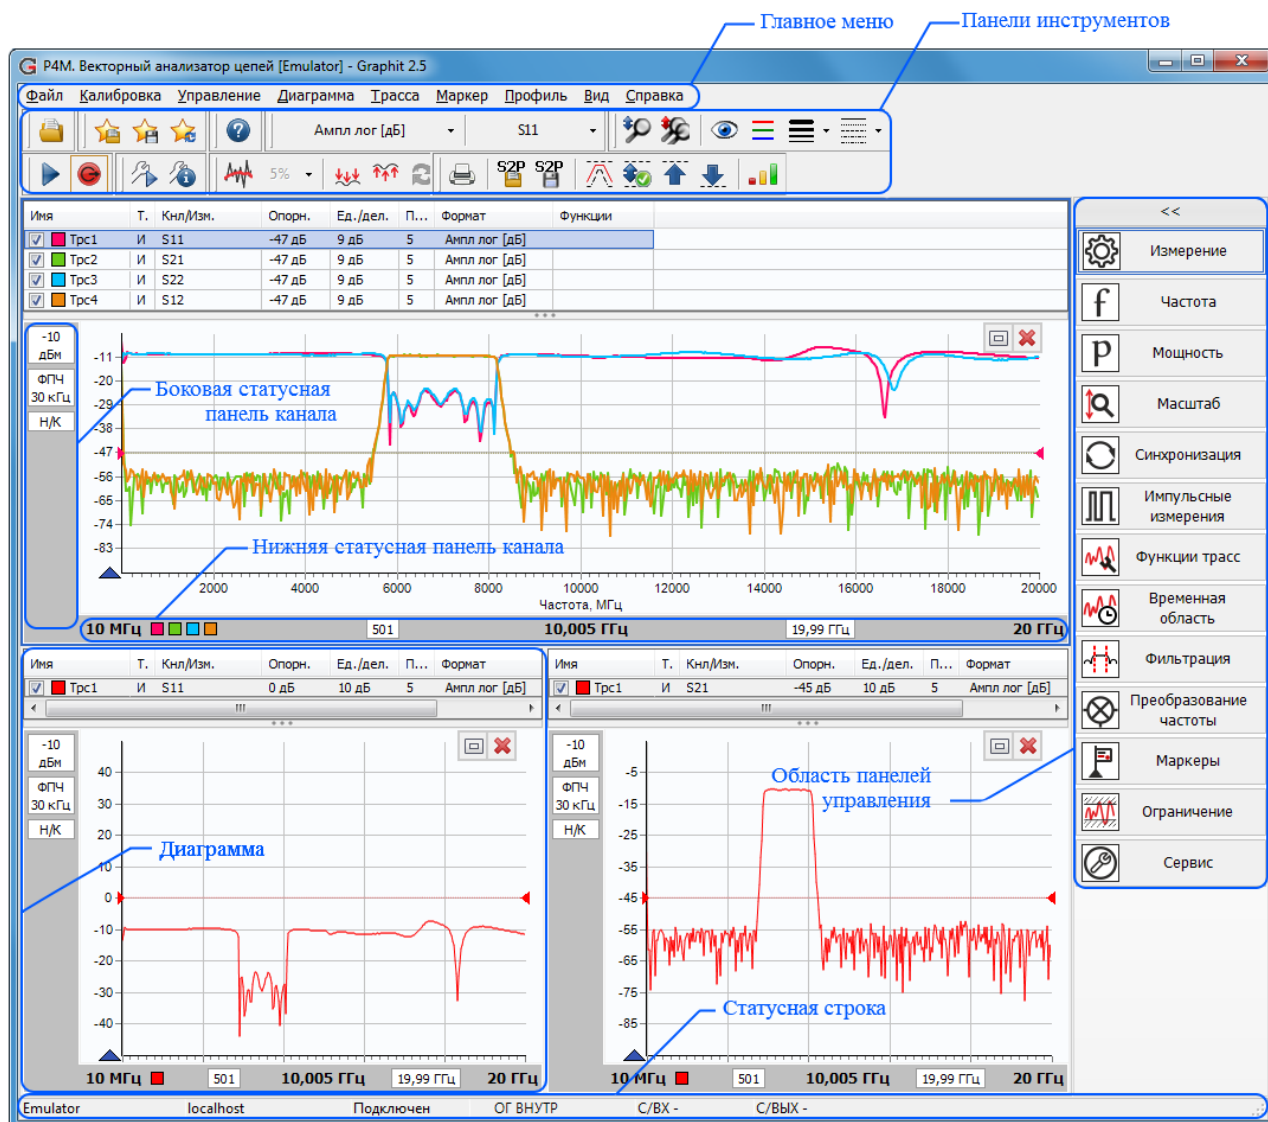 Главное меню
Панели инструментов
Р4М. Векторный анализатор цепей [Emulator] - Graphit 2.5
Файл Калибровка Управление Диаграмма Трасса Маркер Профиль Вид Справка
Ампл лог [дБ] S11
5% S2P S2P
Имя Т. Кнл/Изм. Опорн. Ед./дел. П... Формат Функции
Трс1 И S11 -47 дБ 9 дБ 5 Ампл лог [дБ]
Трс2 И S21 -47 дБ 9 дБ 5 Ампл лог [дБ]
Трс3 И S22 -47 дБ 9 дБ 5 Ампл лог [дБ]
Трс4 И S12 -47 дБ 9 дБ 5 Ампл лог [дБ]
-10
дБм
ФПЧ
30 кГц
Н/К
-11
-20
-29
-38
-47
-56
-65
-74
-83
Боковая статусная
панель канала
Нижняя статусная панель канала
2000 4000 6000 8000 10000 12000 14000 16000 18000 20000
Частота, МГц
10 МГц 501 10,005 ГГц 19,99 ГГц 20 ГГц
<<
Измерение
Частота
Мощность
Масштаб
Синхронизация
Импульсные
измерения
Функции трасс
Временная
область
Фильтрация
Преобразование
частоты
Маркеры
Ограничение
Сервис
Имя Т. Кнл/Изм. Опорн. Ед./дел. П... Формат
Трс1 И S11 0 дБ 10 дБ 5 Ампл лог [дБ]
-10
дБм
ФПЧ
30 кГц
Н/К
40
30
20
10
0
-10
-20
-30
-40
Диаграмма
10 МГц 501 10,005 ГГц 19,99 ГГц 20 ГГц
Имя Т. Кнл/Изм. Опорн. Ед./дел. П... Формат
Трс1 И S21 -45 дБ 10 дБ 5 Ампл лог [дБ]
-10
дБм
ФПЧ
30 кГц
Н/К
-5
-15
-25
-35
-45
-55
-65
-75
-85
Область панелей
управления
Статусная строка
10 МГц 501 10,005 ГГц 19,99 ГГц 20 ГГц
Emulator localhost Подключен ОГ ВНУТР С/ВХ - С/ВЫХ -